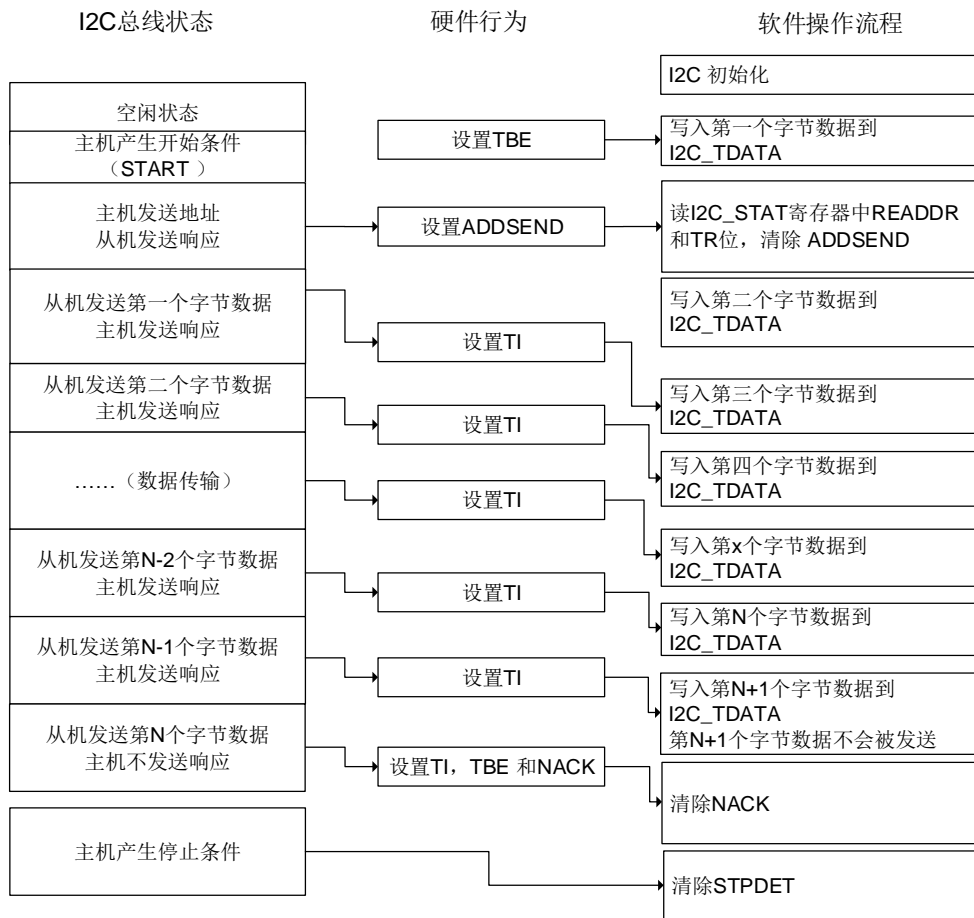 I2C总线状态
硬件行为
软件操作流程
I2C 初始化
空闲状态
主机产生开始条件
（START ）
设置TBE
写入第一个字节数据到
I2C_TDATA
主机发送地址
从机发送响应
设置ADDSEND
读I2C_STAT寄存器中READDR
和TR位，清除 ADDSEND
从机发送第一个字节数据
主机发送响应
设置TI
写入第二个字节数据到
I2C_TDATA
从机发送第二个字节数据
主机发送响应
设置TI
写入第三个字节数据到
I2C_TDATA
……（数据传输）
设置TI
写入第四个字节数据到
I2C_TDATA
从机发送第N-2个字节数据
主机发送响应
设置TI
写入第x个字节数据到
I2C_TDATA
写入第N个字节数据到
I2C_TDATA
从机发送第N-1个字节数据
主机发送响应
设置TI
写入第N+1个字节数据到
I2C_TDATA
第N+1个字节数据不会被发送
从机发送第N个字节数据
主机不发送响应
设置TI，TBE 和NACK
清除NACK
主机产生停止条件
清除STPDET